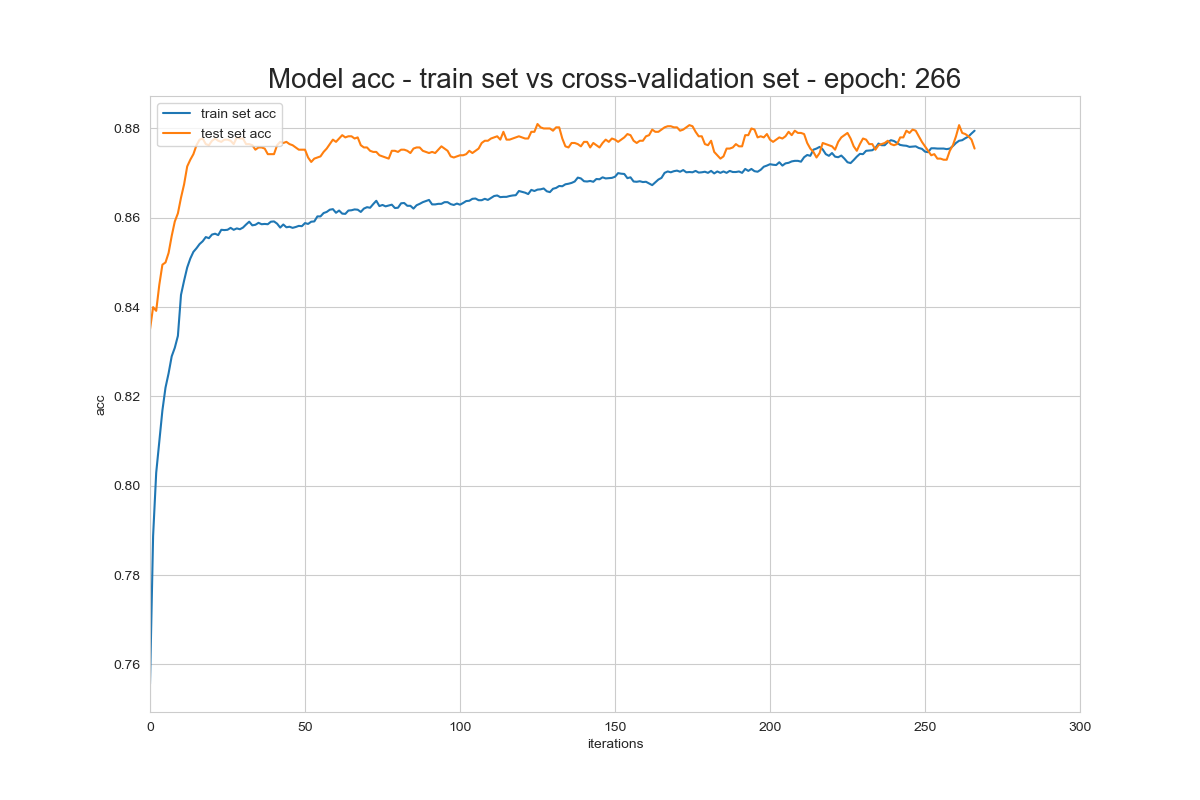 Model acc - train set vs cross-validation set - epoch: 266
train set acc
test set acc
0.88
0.86
0.84
0.82
0.80
0.78
0.76
acc
0 50 100 150 200 250 300
iterations